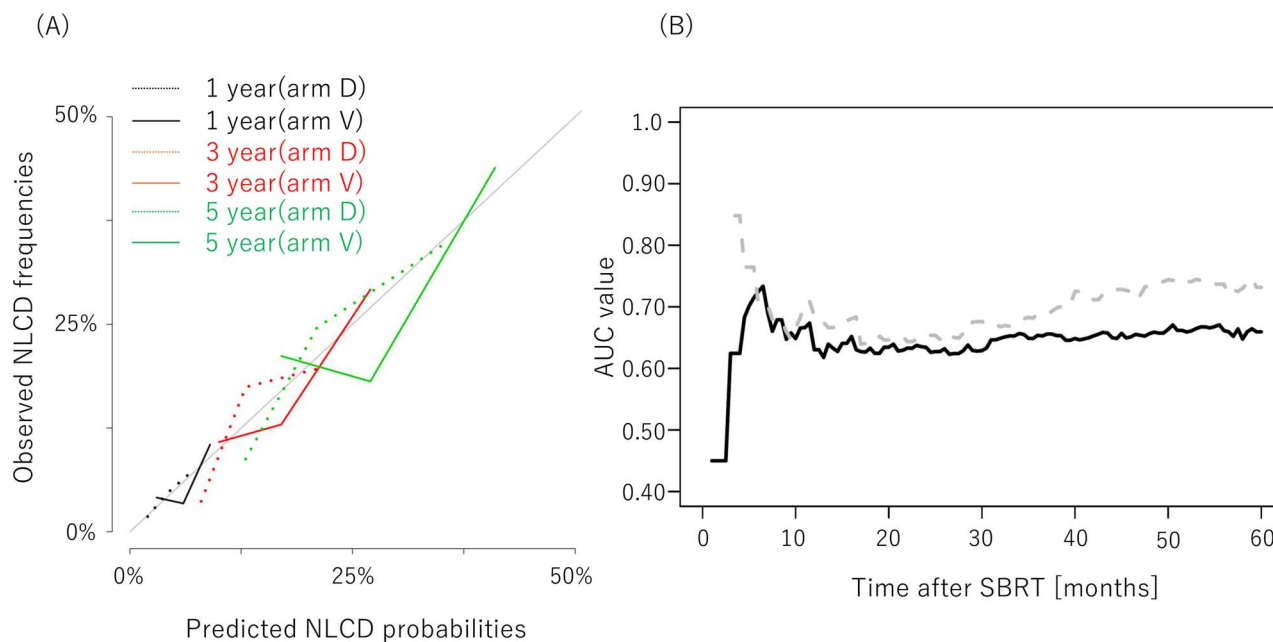 (A)
1 year(arm D)
1 year(arm V)
3 year(arm D)
3 year(arm V)
5 year(arm D)
5 year(arm V)
50%
25%
0%
Observed NLCD frequencies
0%
25%
50%
Predicted NLCD probabilities
(B)
1.0
0.90
0.80
0.70
0.60
0.50
0.40
AUC value
0
10
20
30
40
50
60
Time after SBRT [months]